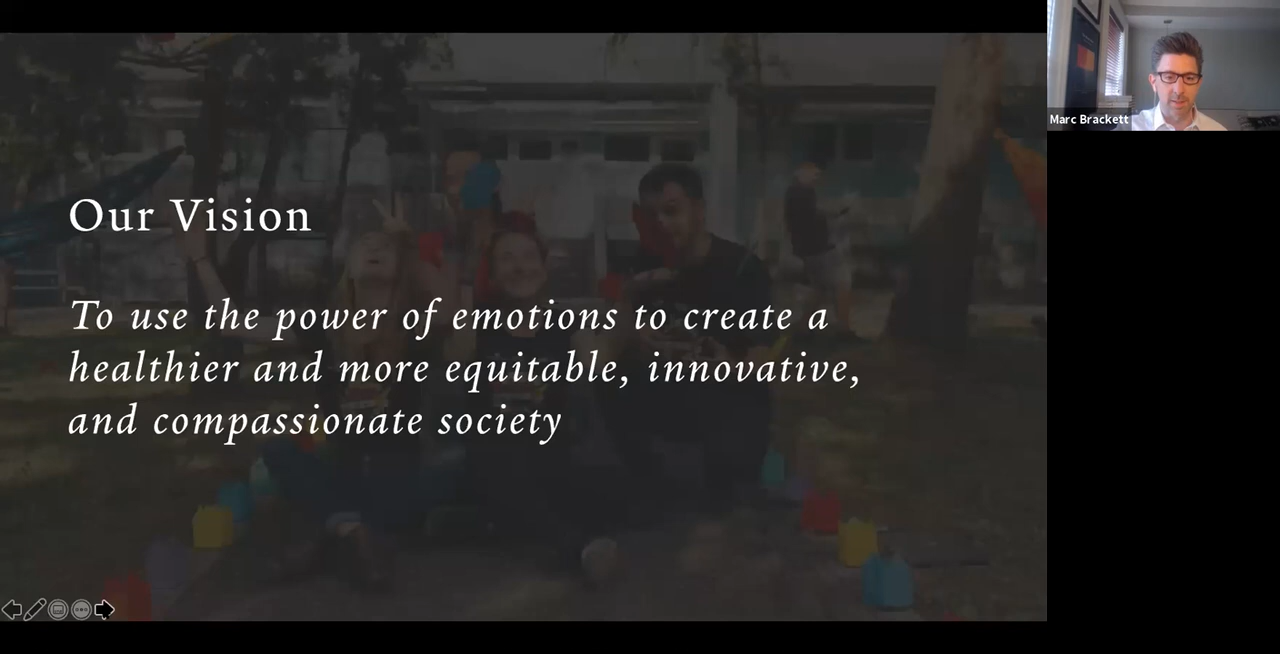 Our Vision
To use the power of emotions to create a
healthier and more equitable, innovative,
and compassionate society
Marc Brackett